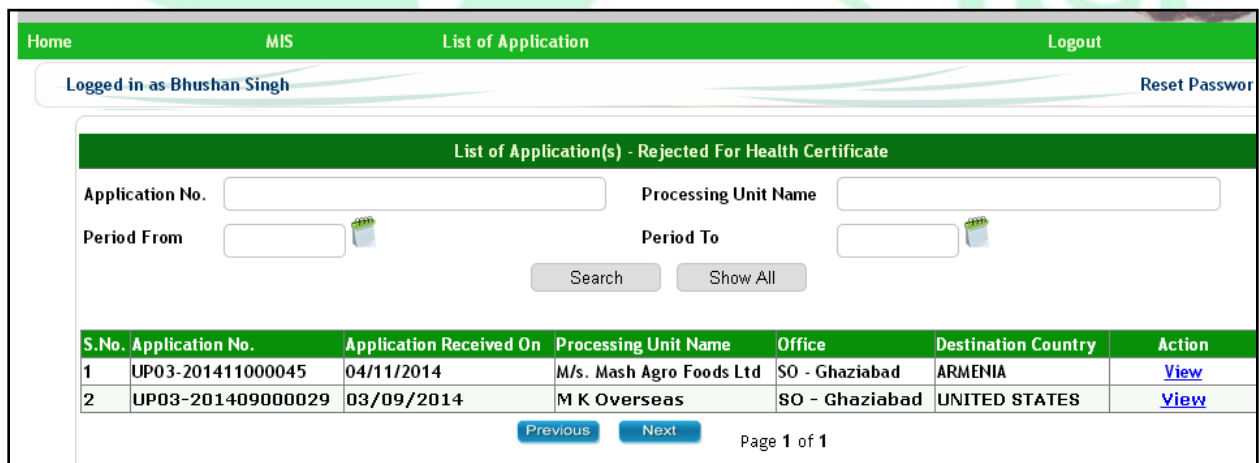 Home MIS List of Application Logout
Logged in as Bhushan Singh Reset Passwor
List of Application(s) - Rejected For Health Certificate
Application No. Processing Unit Name
Period From Period To
Search Show All
S.No. Application No. Application Received On Processing Unit Name Office Destination Country Action
1 UP03-201411000045 04/11/2014 M/s. Mash Agro Foods Ltd SO - Ghaziabad ARMENIA View
2 UP03-201409000029 03/09/2014 M K Overseas SO - Ghaziabad UNITED STATES View
Previous Next Page 1 of 1